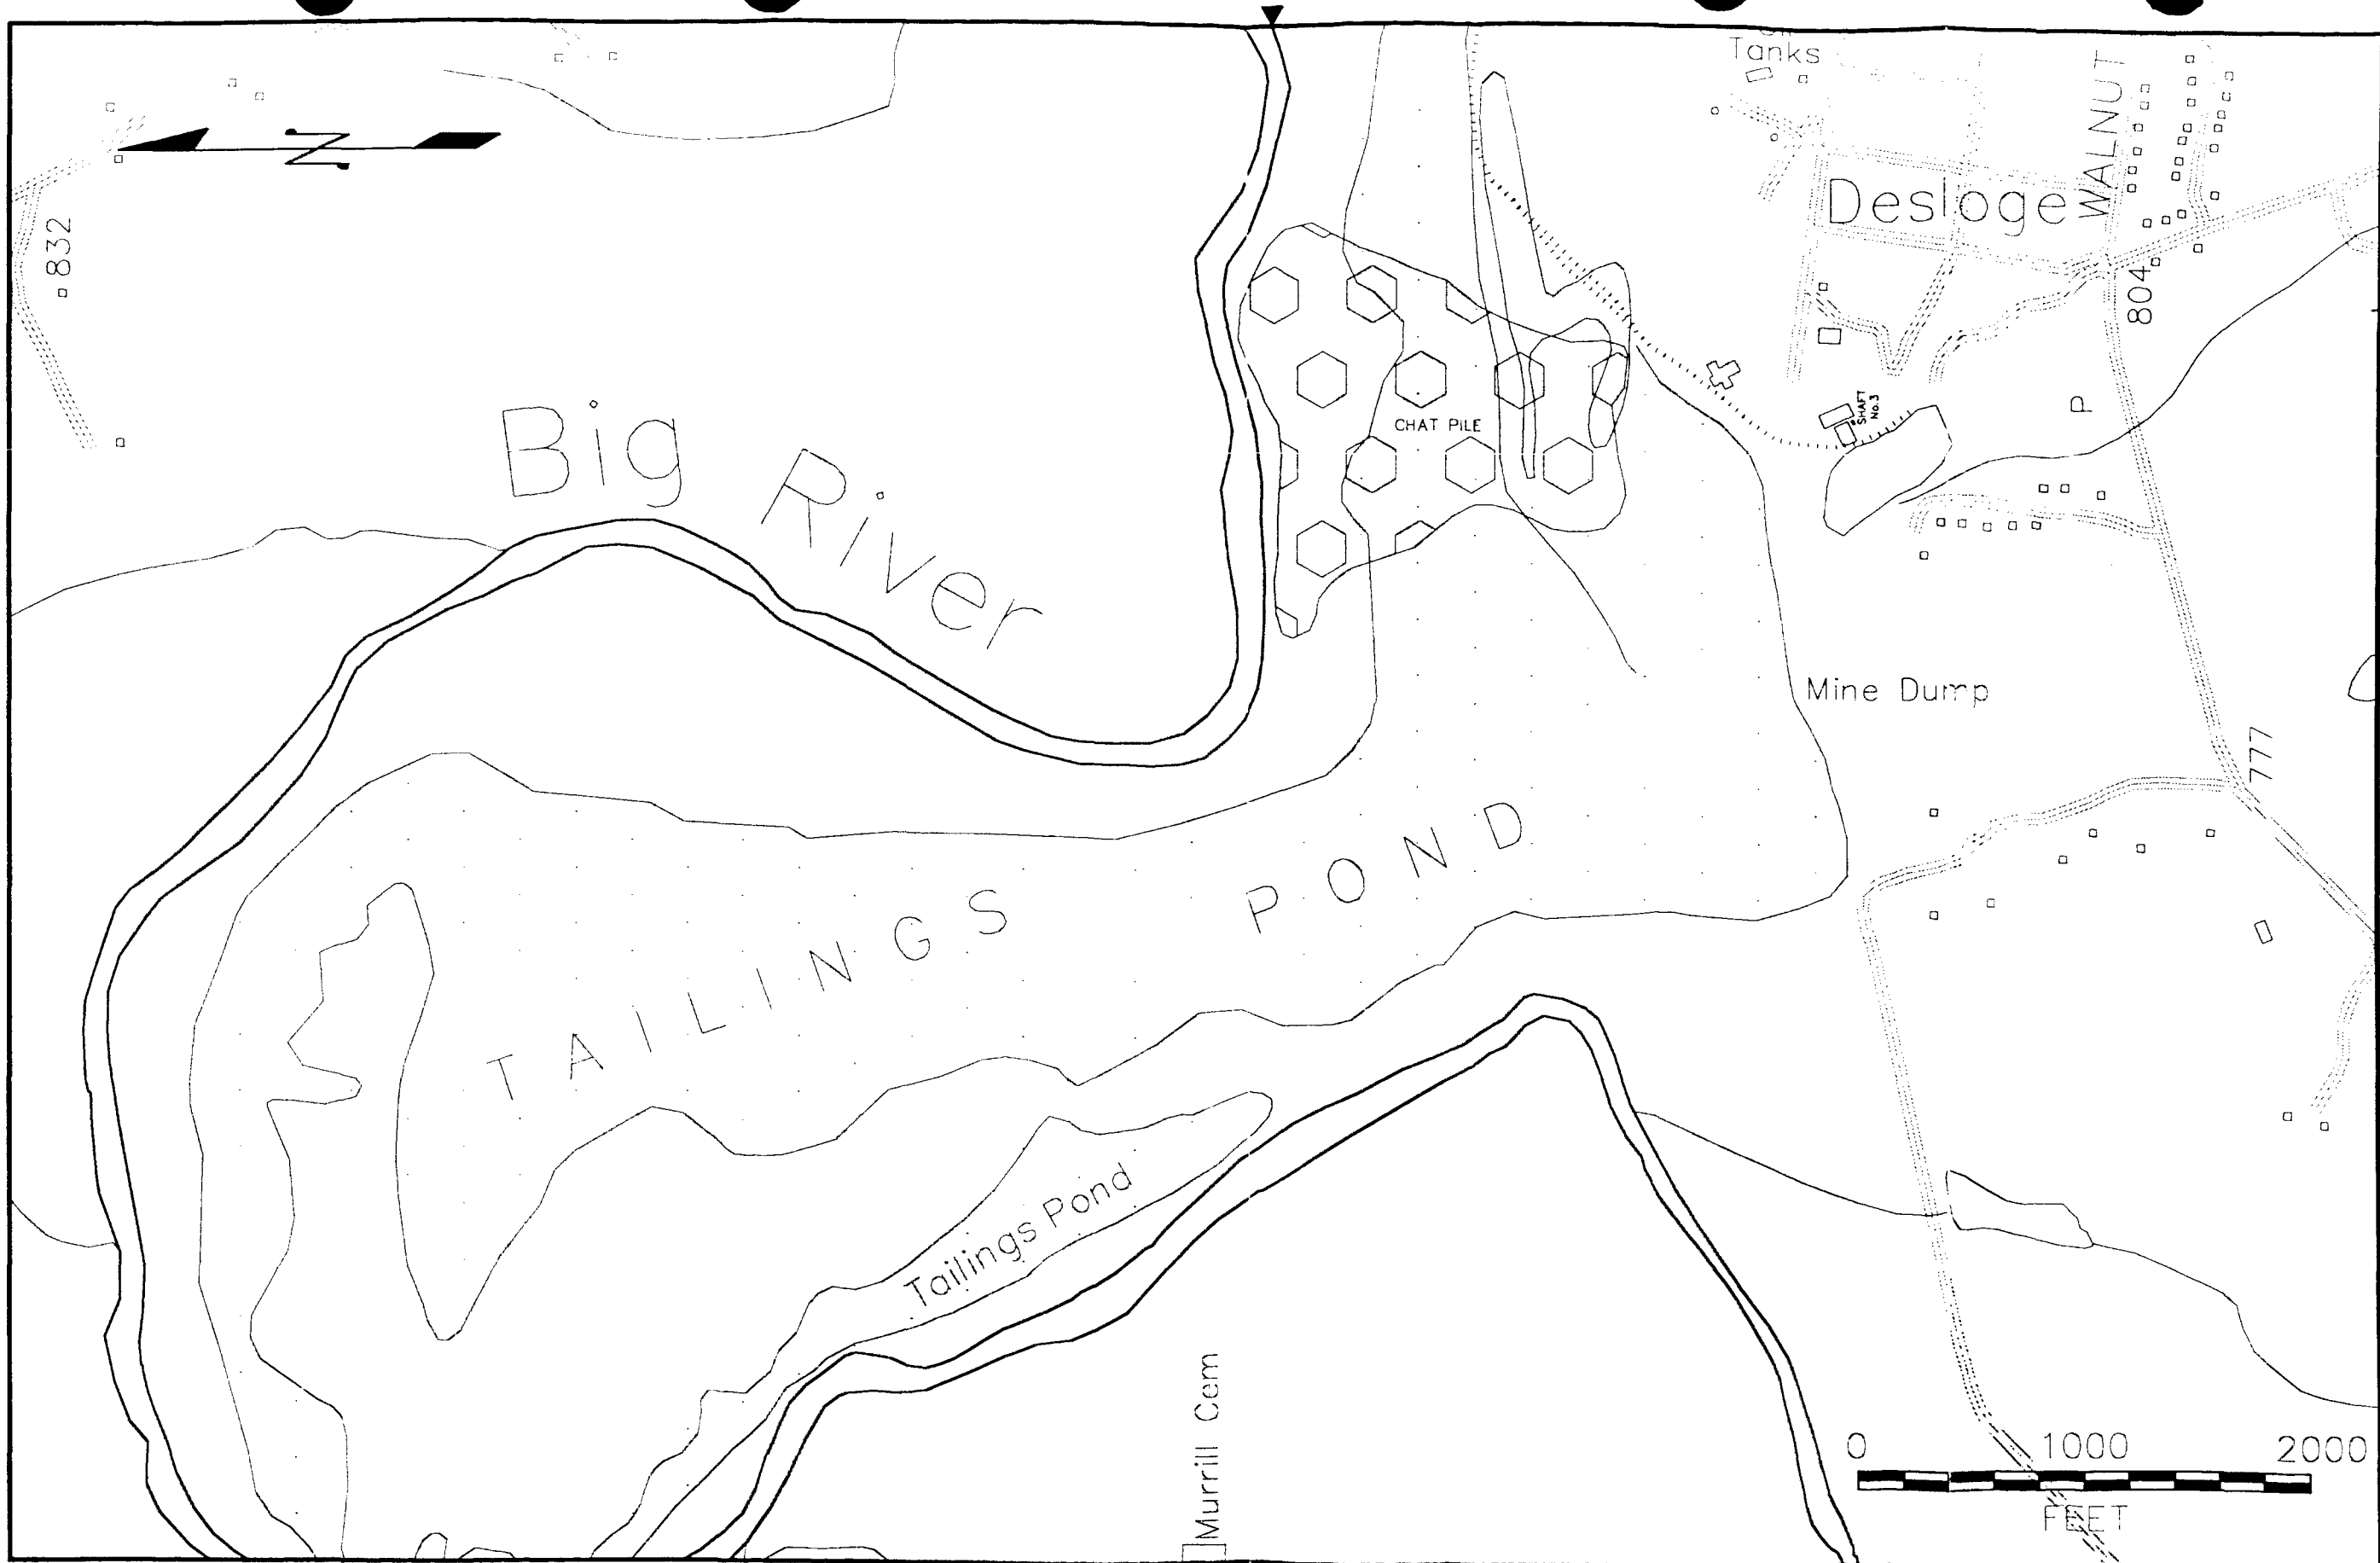 Tanks
WALNUT
Desloge
832
804
Big River
P
SHAFT
No.3
CHAT PILE
Mine Dump
777
TAILINGS POND
Tailings Pond
Murrill Cem
0 1000 2000
FEET
N